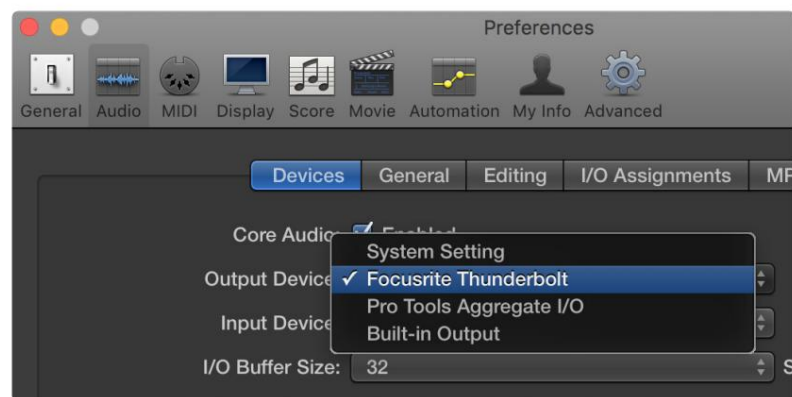 Preferences
General Audio MIDI Display Score Movie Automation My Info Advanced
Devices General Editing I/O Assignments
Core Audio: Enabled
System Setting
Output Device ✓ Focusrite Thunderbolt
Pro Tools Aggregate I/O
Input Device
Built-in Output
I/O Buffer Size: 32